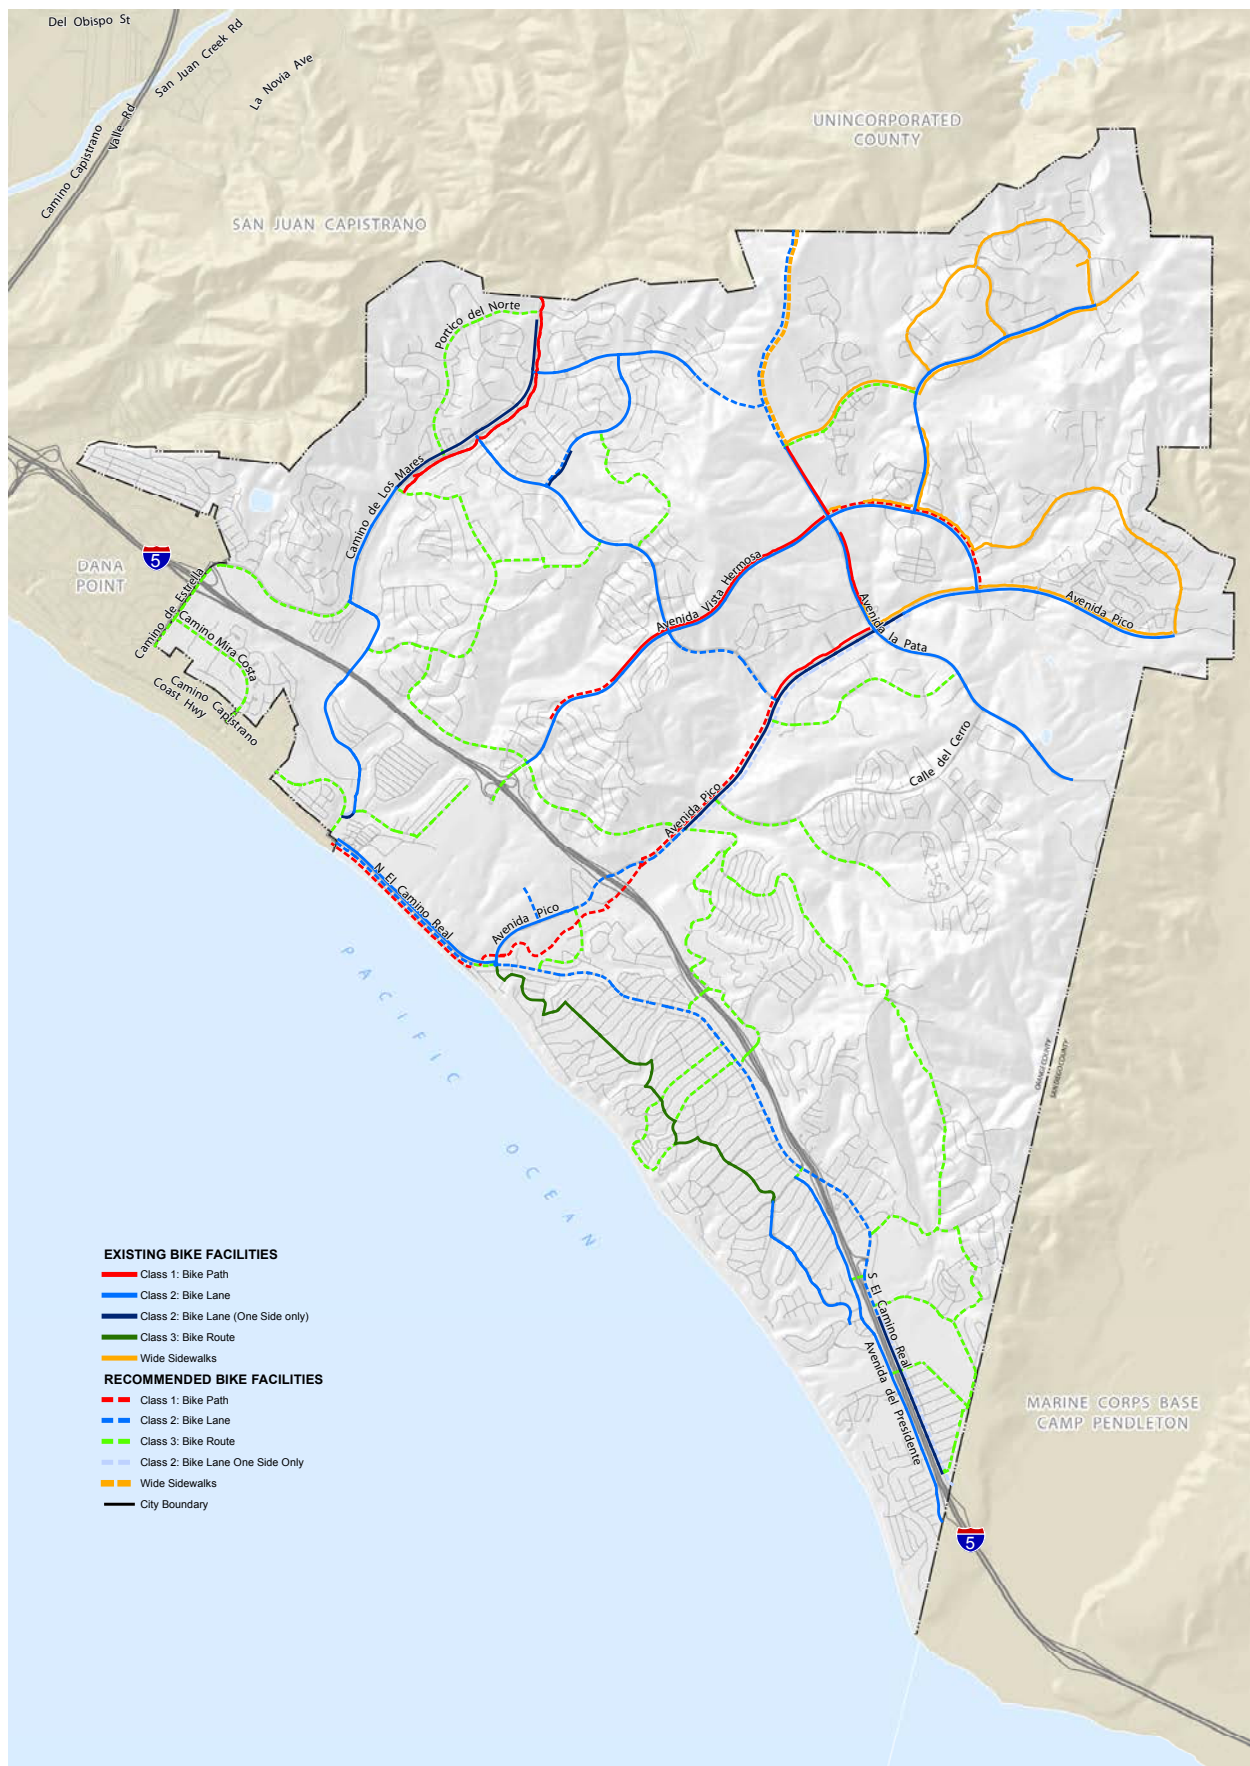 Del Obispo St
San Juan Creek Rd
La Novia Ave
Camino Capistrano
Valle Rd
UNINCORPORATED
COUNTY
SAN JUAN CAPISTRANO
Portico del Norte
Camino de Los Mares
5
DANA
POINT
Camino de Estrella
Camino Mira Costa
Camino Capistrano
Coast Hwy
Avenida Vista Hermosa
Avenida la Pata
Avenida Pico
Calle del Cerro
Avenida Pico
N El Camino Real
Avenida Pico
PACIFIC OCEAN
ORANGE COUNTY
SAN DIEGO COUNTY
S El Camino Real
Avenida del Presidente
MARINE CORPS BASE
CAMP PENDLETON
5
EXISTING BIKE FACILITIES
Class 1: Bike Path
Class 2: Bike Lane
Class 2: Bike Lane (One Side only)
Class 3: Bike Route
Wide Sidewalks
RECOMMENDED BIKE FACILITIES
Class 1: Bike Path
Class 2: Bike Lane
Class 3: Bike Route
Class 2: Bike Lane One Side Only
Wide Sidewalks
City Boundary